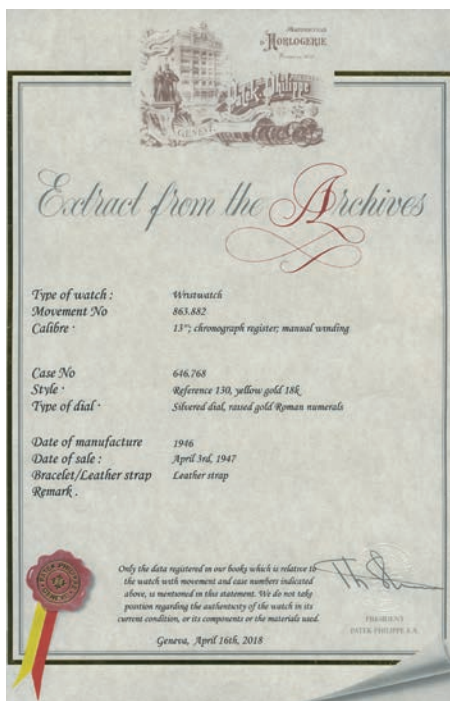 HORLOGERIE
Patek, Philippe
GENÈVE
Extract from the Archives
Type of watch : Wristwatch
Movement No 863.882
Calibre · 13'''; chronograph register; manual winding
Case No 646.768
Style · Reference 130, yellow gold 18k
Type of dial · Silvered dial, raised gold Roman numerals
Date of manufacture 1946
Date of sale : April 3rd, 1947
Bracelet/Leather strap Leather strap
Remark .
Only the data registered in our books which is relative to
the watch with movement and case numbers indicated
above, is mentioned in this statement. We do not take
position regarding the authenticity of the watch in its
current condition, or its components or the materials used.
Geneva, April 16th, 2018
PRESIDENT
PATEK PHILIPPE S.A.
PATEK PHILIPPE